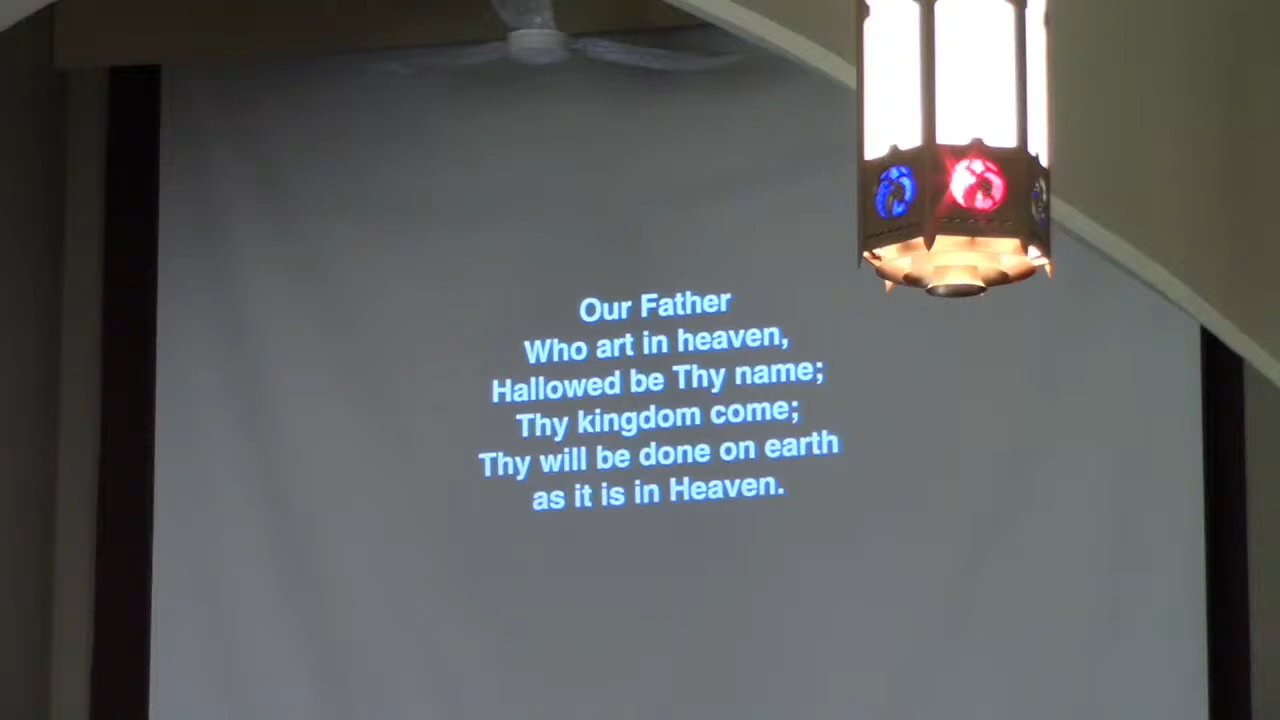 Our Father
Who art in heaven,
Hallowed be Thy name;
Thy kingdom come;
Thy will be done on earth
as it is in Heaven.